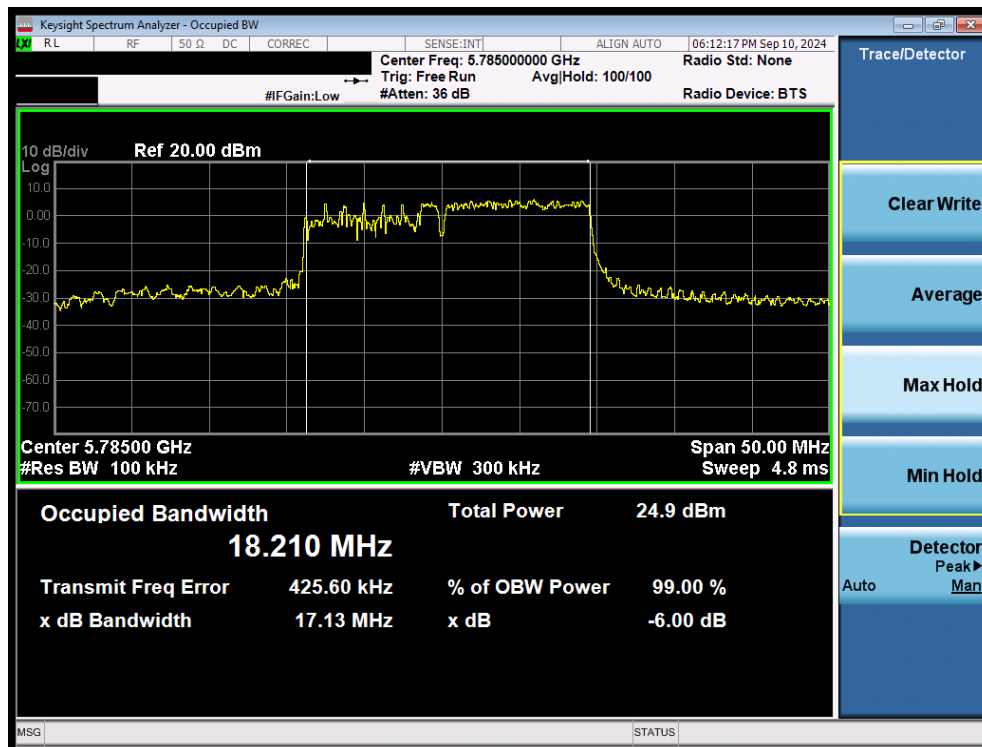 Keysight Spectrum Analyzer - Occupied BW
LXI RL RF 50 Ω DC CORREC SENSE:INT ALIGN AUTO 06:12:17 PM Sep 10, 2024
Center Freq: 5.785000000 GHz Radio Std: None
Trig: Free Run Avg|Hold: 100/100
#IFGain:Low #Atten: 36 dB Radio Device: BTS
10 dB/div Ref 20.00 dBm
Log
10.0
0.00
-10.0
-20.0
-30.0
-40.0
-50.0
-60.0
-70.0
Center 5.78500 GHz Span 50.00 MHz
#Res BW 100 kHz #VBW 300 kHz Sweep 4.8 ms
Occupied Bandwidth Total Power 24.9 dBm
18.210 MHz
Transmit Freq Error 425.60 kHz % of OBW Power 99.00 %
x dB Bandwidth 17.13 MHz x dB -6.00 dB
MSG STATUS
Trace/Detector
Clear Write
Average
Max Hold
Min Hold
Detector
Peak▶
Auto Man